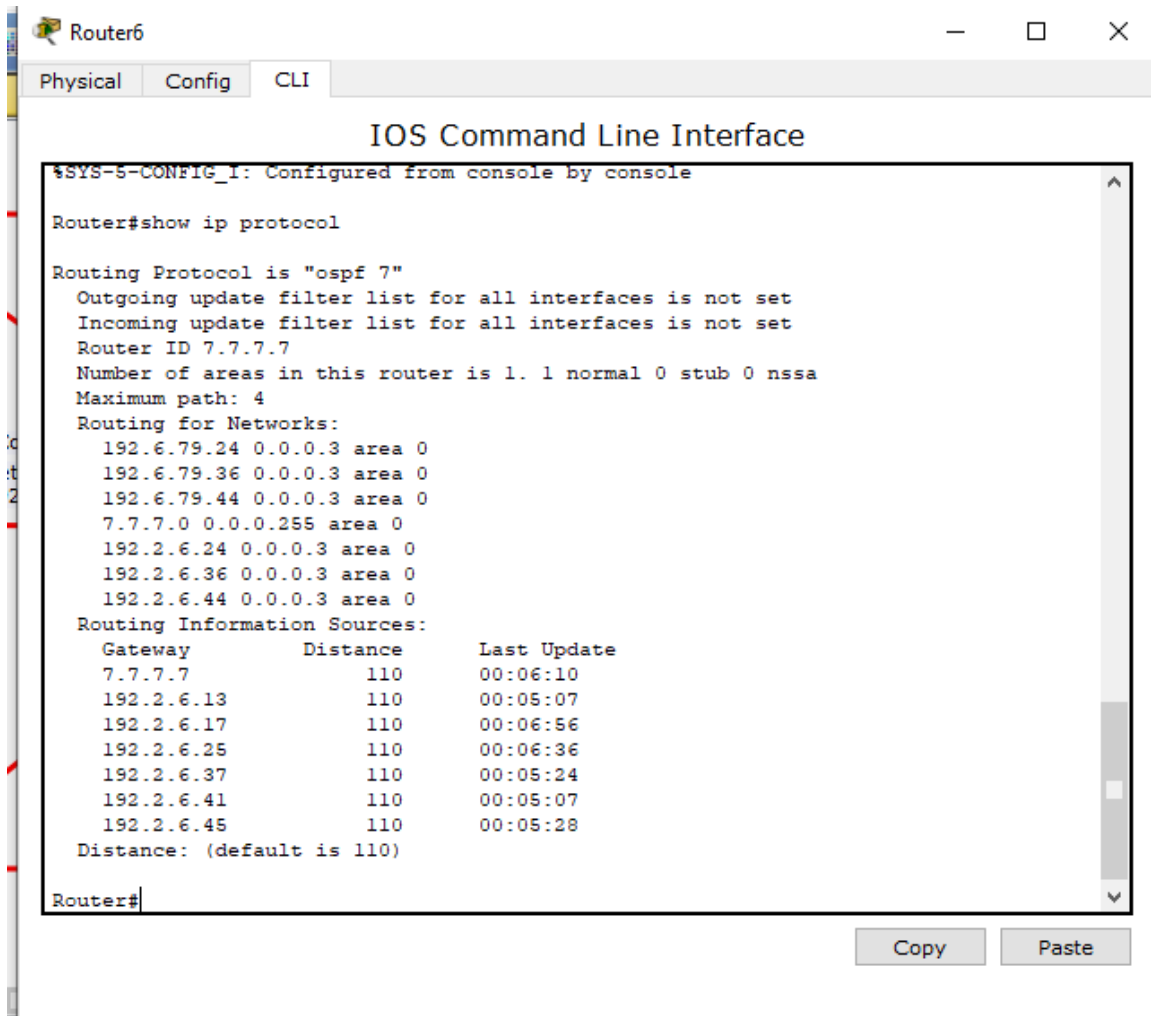 Router6
Physical Config CLI
IOS Command Line Interface
%SYS-5-CONFIG_I: Configured from console by console
Router#show ip protocol
Routing Protocol is "ospf 7"
Outgoing update filter list for all interfaces is not set
Incoming update filter list for all interfaces is not set
Router ID 7.7.7.7
Number of areas in this router is 1. 1 normal 0 stub 0 nssa
Maximum path: 4
Routing for Networks:
192.6.79.24 0.0.0.3 area 0
192.6.79.36 0.0.0.3 area 0
192.6.79.44 0.0.0.3 area 0
7.7.7.0 0.0.0.255 area 0
192.2.6.24 0.0.0.3 area 0
192.2.6.36 0.0.0.3 area 0
192.2.6.44 0.0.0.3 area 0
Routing Information Sources:
Gateway Distance Last Update
7.7.7.7 110 00:06:10
192.2.6.13 110 00:05:07
192.2.6.17 110 00:06:56
192.2.6.25 110 00:06:36
192.2.6.37 110 00:05:24
192.2.6.41 110 00:05:07
192.2.6.45 110 00:05:28
Distance: (default is 110)
Router#
Copy Paste